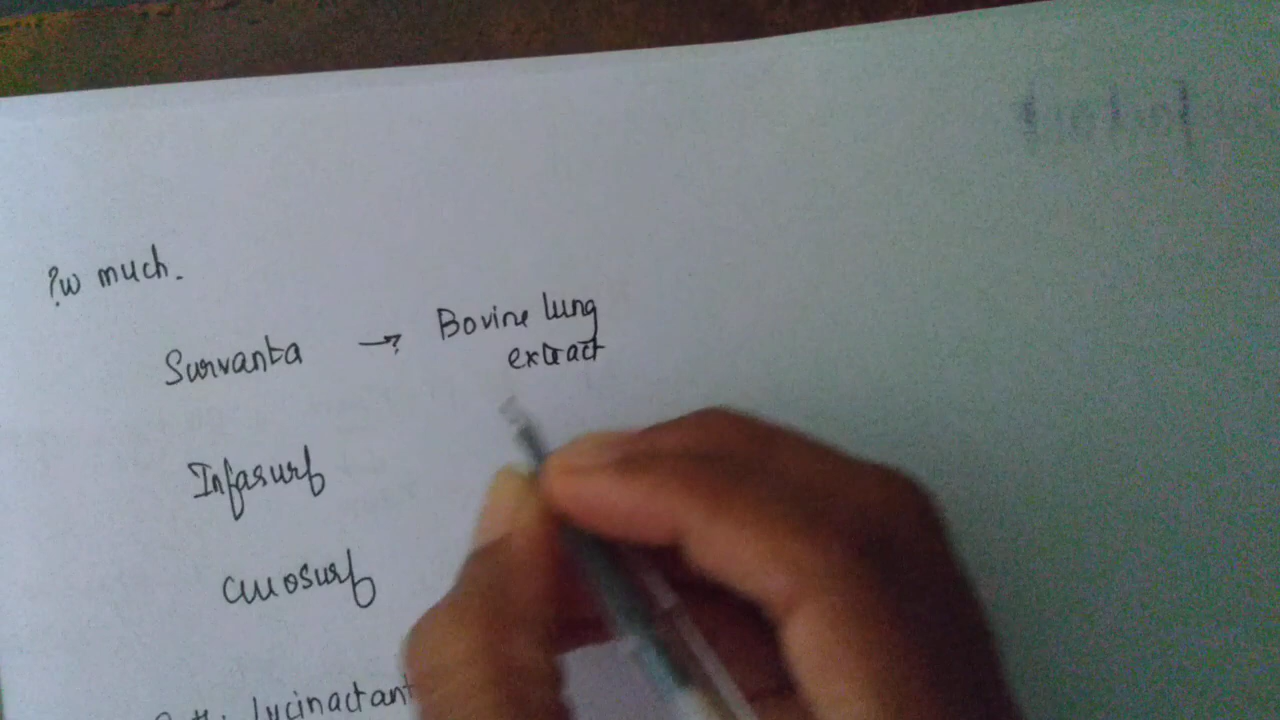 ?w much.
Survanta → Bovine lung
extract
Infasurf
curosurf
lucinactant